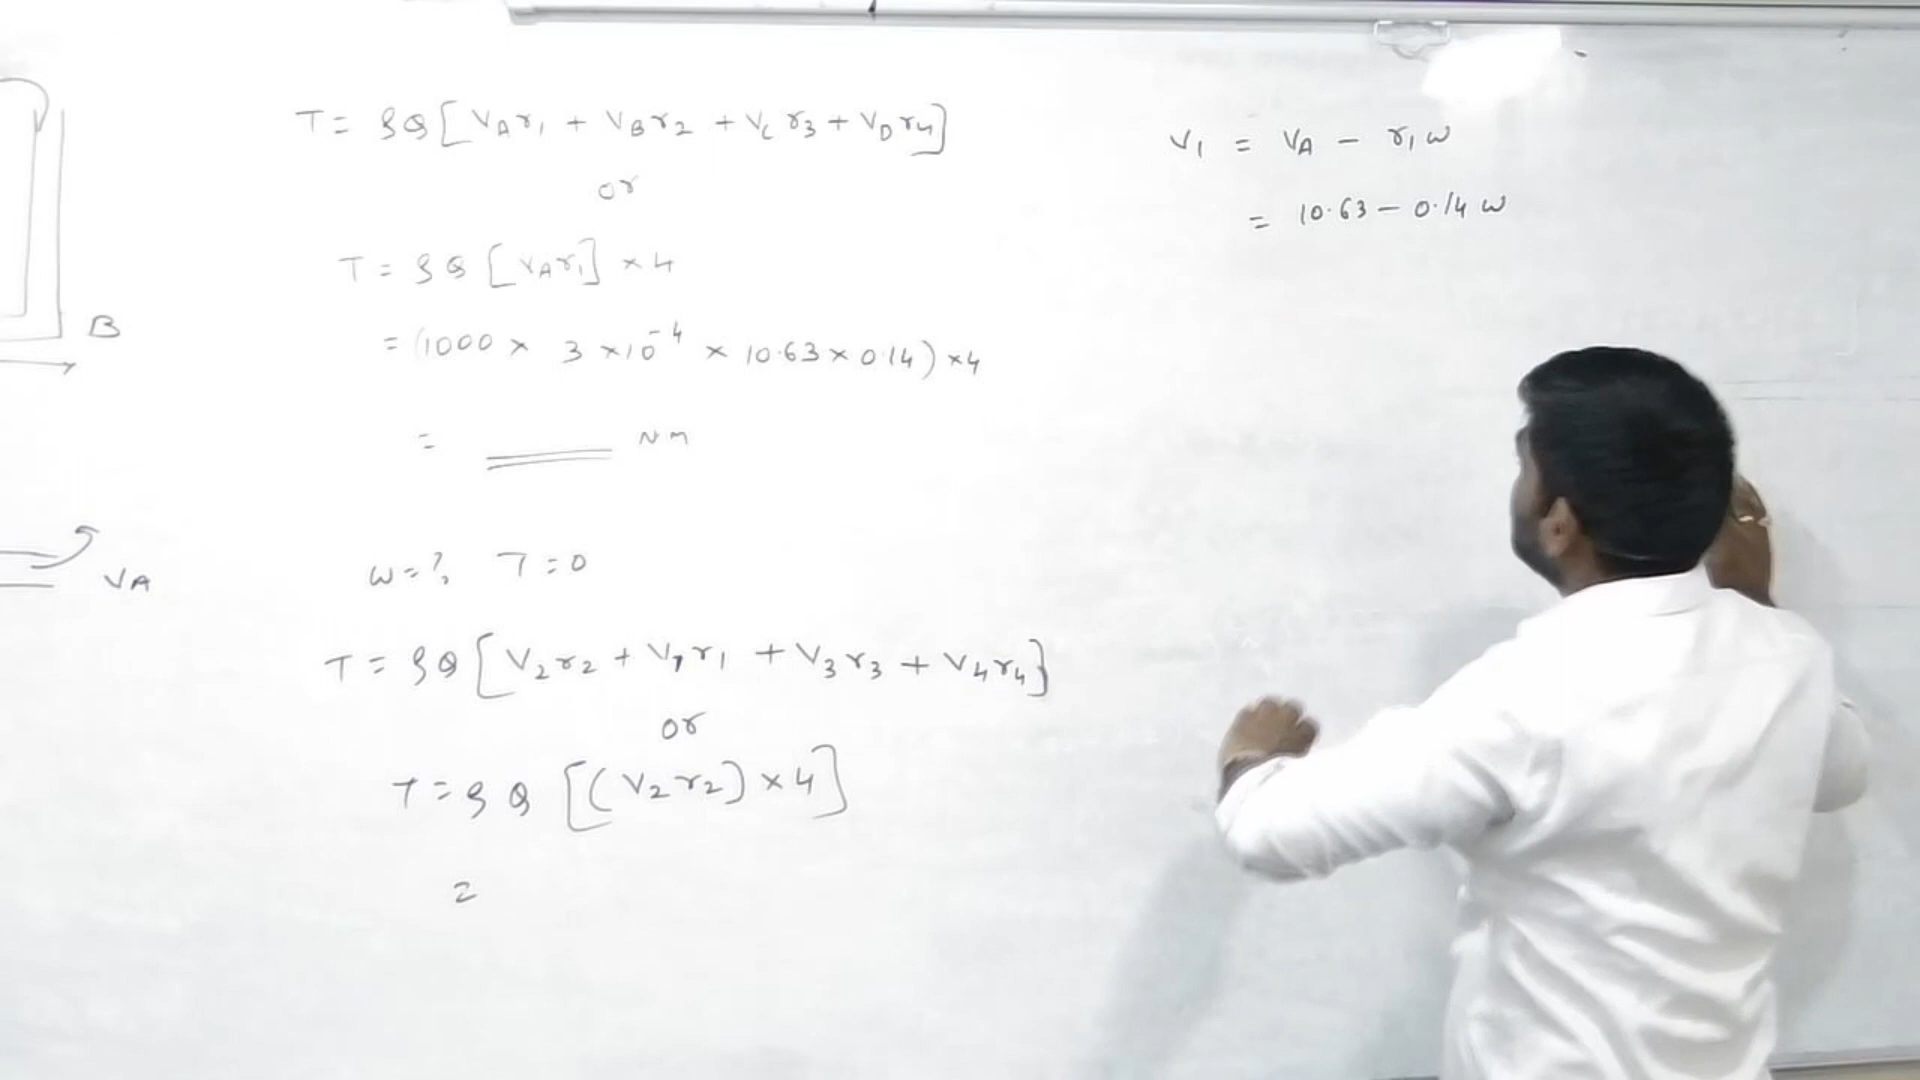 T = ρQ [VA r1 + VB r2 + VC r3 + VD r4]
or
T = ρQ [VA r1] × 4
= (1000 × 3 × 10^-4 × 10.63 × 0.14) × 4
= ____ Nm
B
VA
ω = ?, T = 0
T = ρQ [V2 r2 + V1 r1 + V3 r3 + V4 r4]
or
T = ρQ [(V2 r2) × 4]
=
V1 = VA - r1 ω
= 10.63 - 0.14 ω